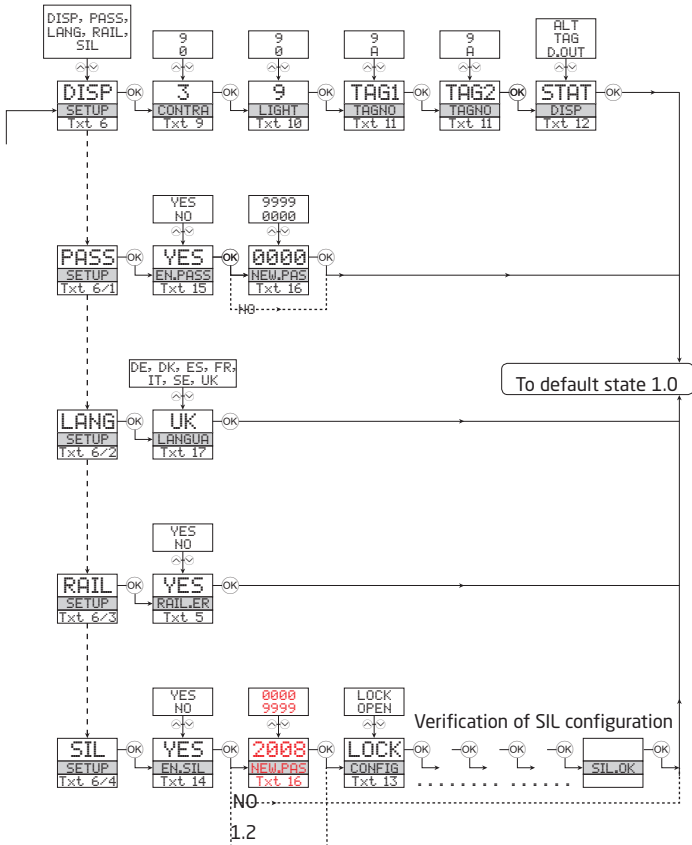 DISP, PASS,
LANG, RAIL,
SIL
9
0
9
0
9
A
9
A
ALT
TAG
D.OUT
DISP
SETUP
Txt 6
OK
3
CONTRA
Txt 9
OK
9
LIGHT
Txt 10
OK
TAG1
TAGNO
Txt 11
OK
TAG2
TAGNO
Txt 11
OK
STAT
DISP
Txt 12
OK
YES
NO
9999
0000
PASS
SETUP
Txt 6/1
OK
YES
EN.PASS
Txt 15
OK
0000
NEW.PAS
Txt 16
OK
NO
DE, DK, ES, FR,
IT, SE, UK
To default state 1.0
LANG
SETUP
Txt 6/2
OK
UK
LANGUA
Txt 17
OK
YES
NO
RAIL
SETUP
Txt 6/3
OK
YES
RAIL.ER
Txt 5
OK
YES
NO
0000
9999
LOCK
OPEN
Verification of SIL configuration
SIL
SETUP
Txt 6/4
OK
YES
EN.SIL
Txt 14
OK
2008
NEW.PAS
Txt 16
OK
LOCK
CONFIG
Txt 13
OK
OK
OK
OK
SIL.OK
OK
NO
1.2